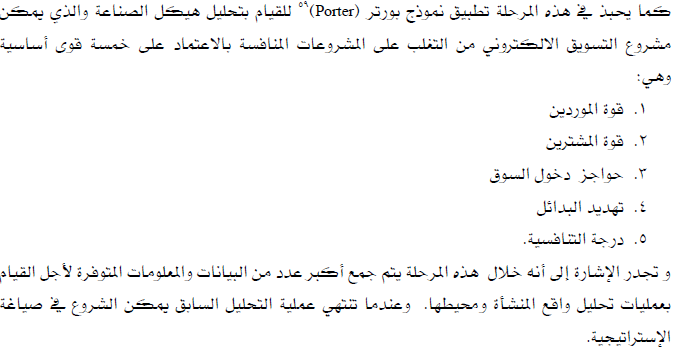 كما يحبذ في هذه المرحلة تطبيق نموذج بورتر (Porter)٥٩ للقيام بتحليل هيكل الصناعة والذي يمكن
مشروع التسويق الالكتروني من التغلب على المشروعات المنافسة بالاعتماد على خمسة قوى أساسية
وهي:
١. قوة الموردين
٢. قوة المشترين
٣. حواجز دخول السوق
٤. تهديد البدائل
٥. درجة التنافسية.
و تجدر الإشارة إلى أنه خلال هذه المرحلة يتم جمع أكبر عدد من البيانات والمعلومات المتوفرة لأجل القيام
بعمليات تحليل واقع المنشأة ومحيطها. وعندما تنتهي عملية التحليل السابق يمكن الشروع في صياغة
الإستراتيجية.